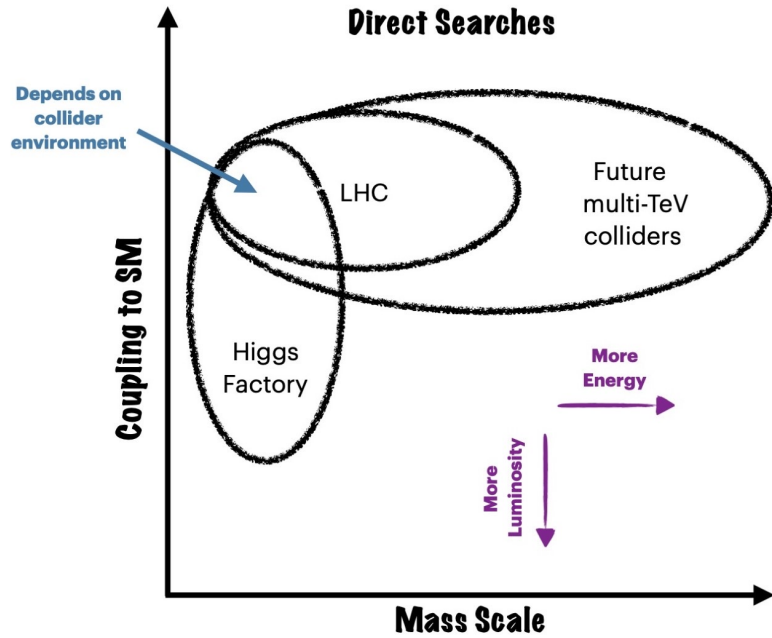 Direct Searches
Depends on
collider
environment
LHC
Future
multi-TeV
colliders
Coupling to SM
Higgs
Factory
More
Energy
More
Luminosity
Mass Scale